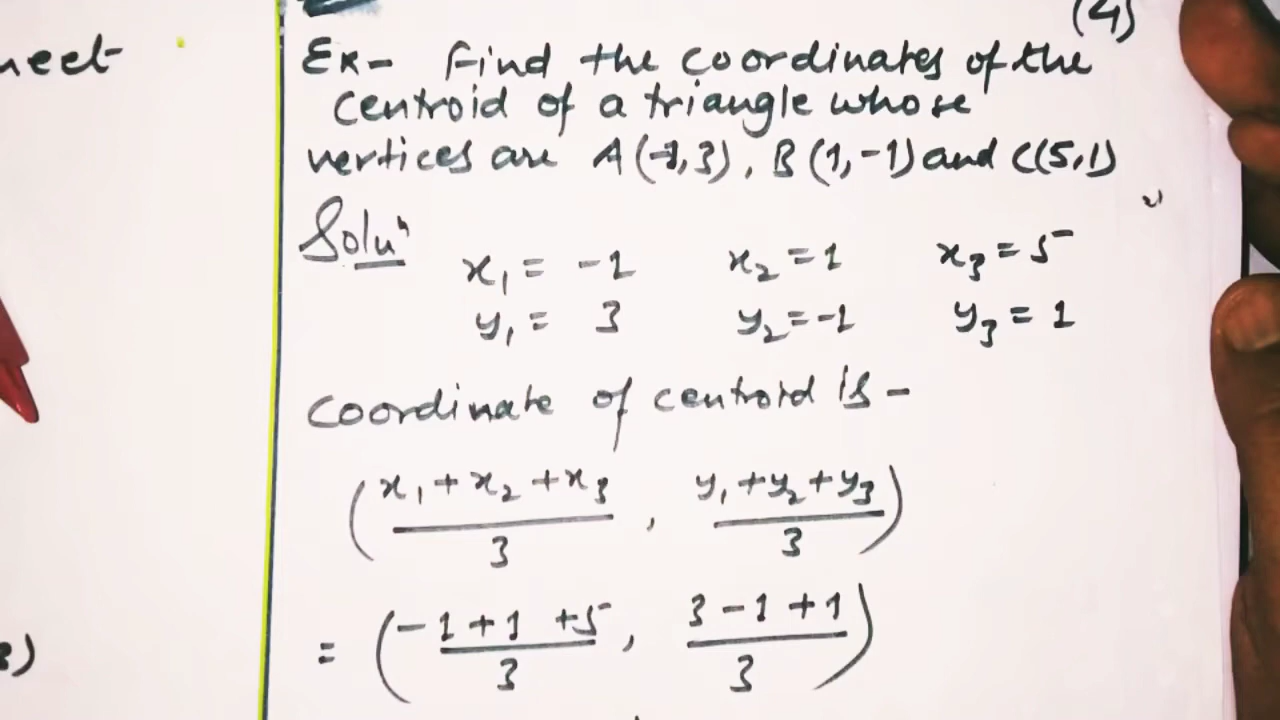 (4)
Ex- Find the coordinates of the
centroid of a triangle whose
vertices are A(-1,3), B(1,-1) and C(5,1)
Soluⁿ
x₁ = -1 x₂ = 1 x₃ = 5
y₁ = 3 y₂ = -1 y₃ = 1
coordinate of centroid is -
(x₁ + x₂ + x₃ / 3, y₁ + y₂ + y₃ / 3)
= (-1 + 1 + 5 / 3, 3 - 1 + 1 / 3)